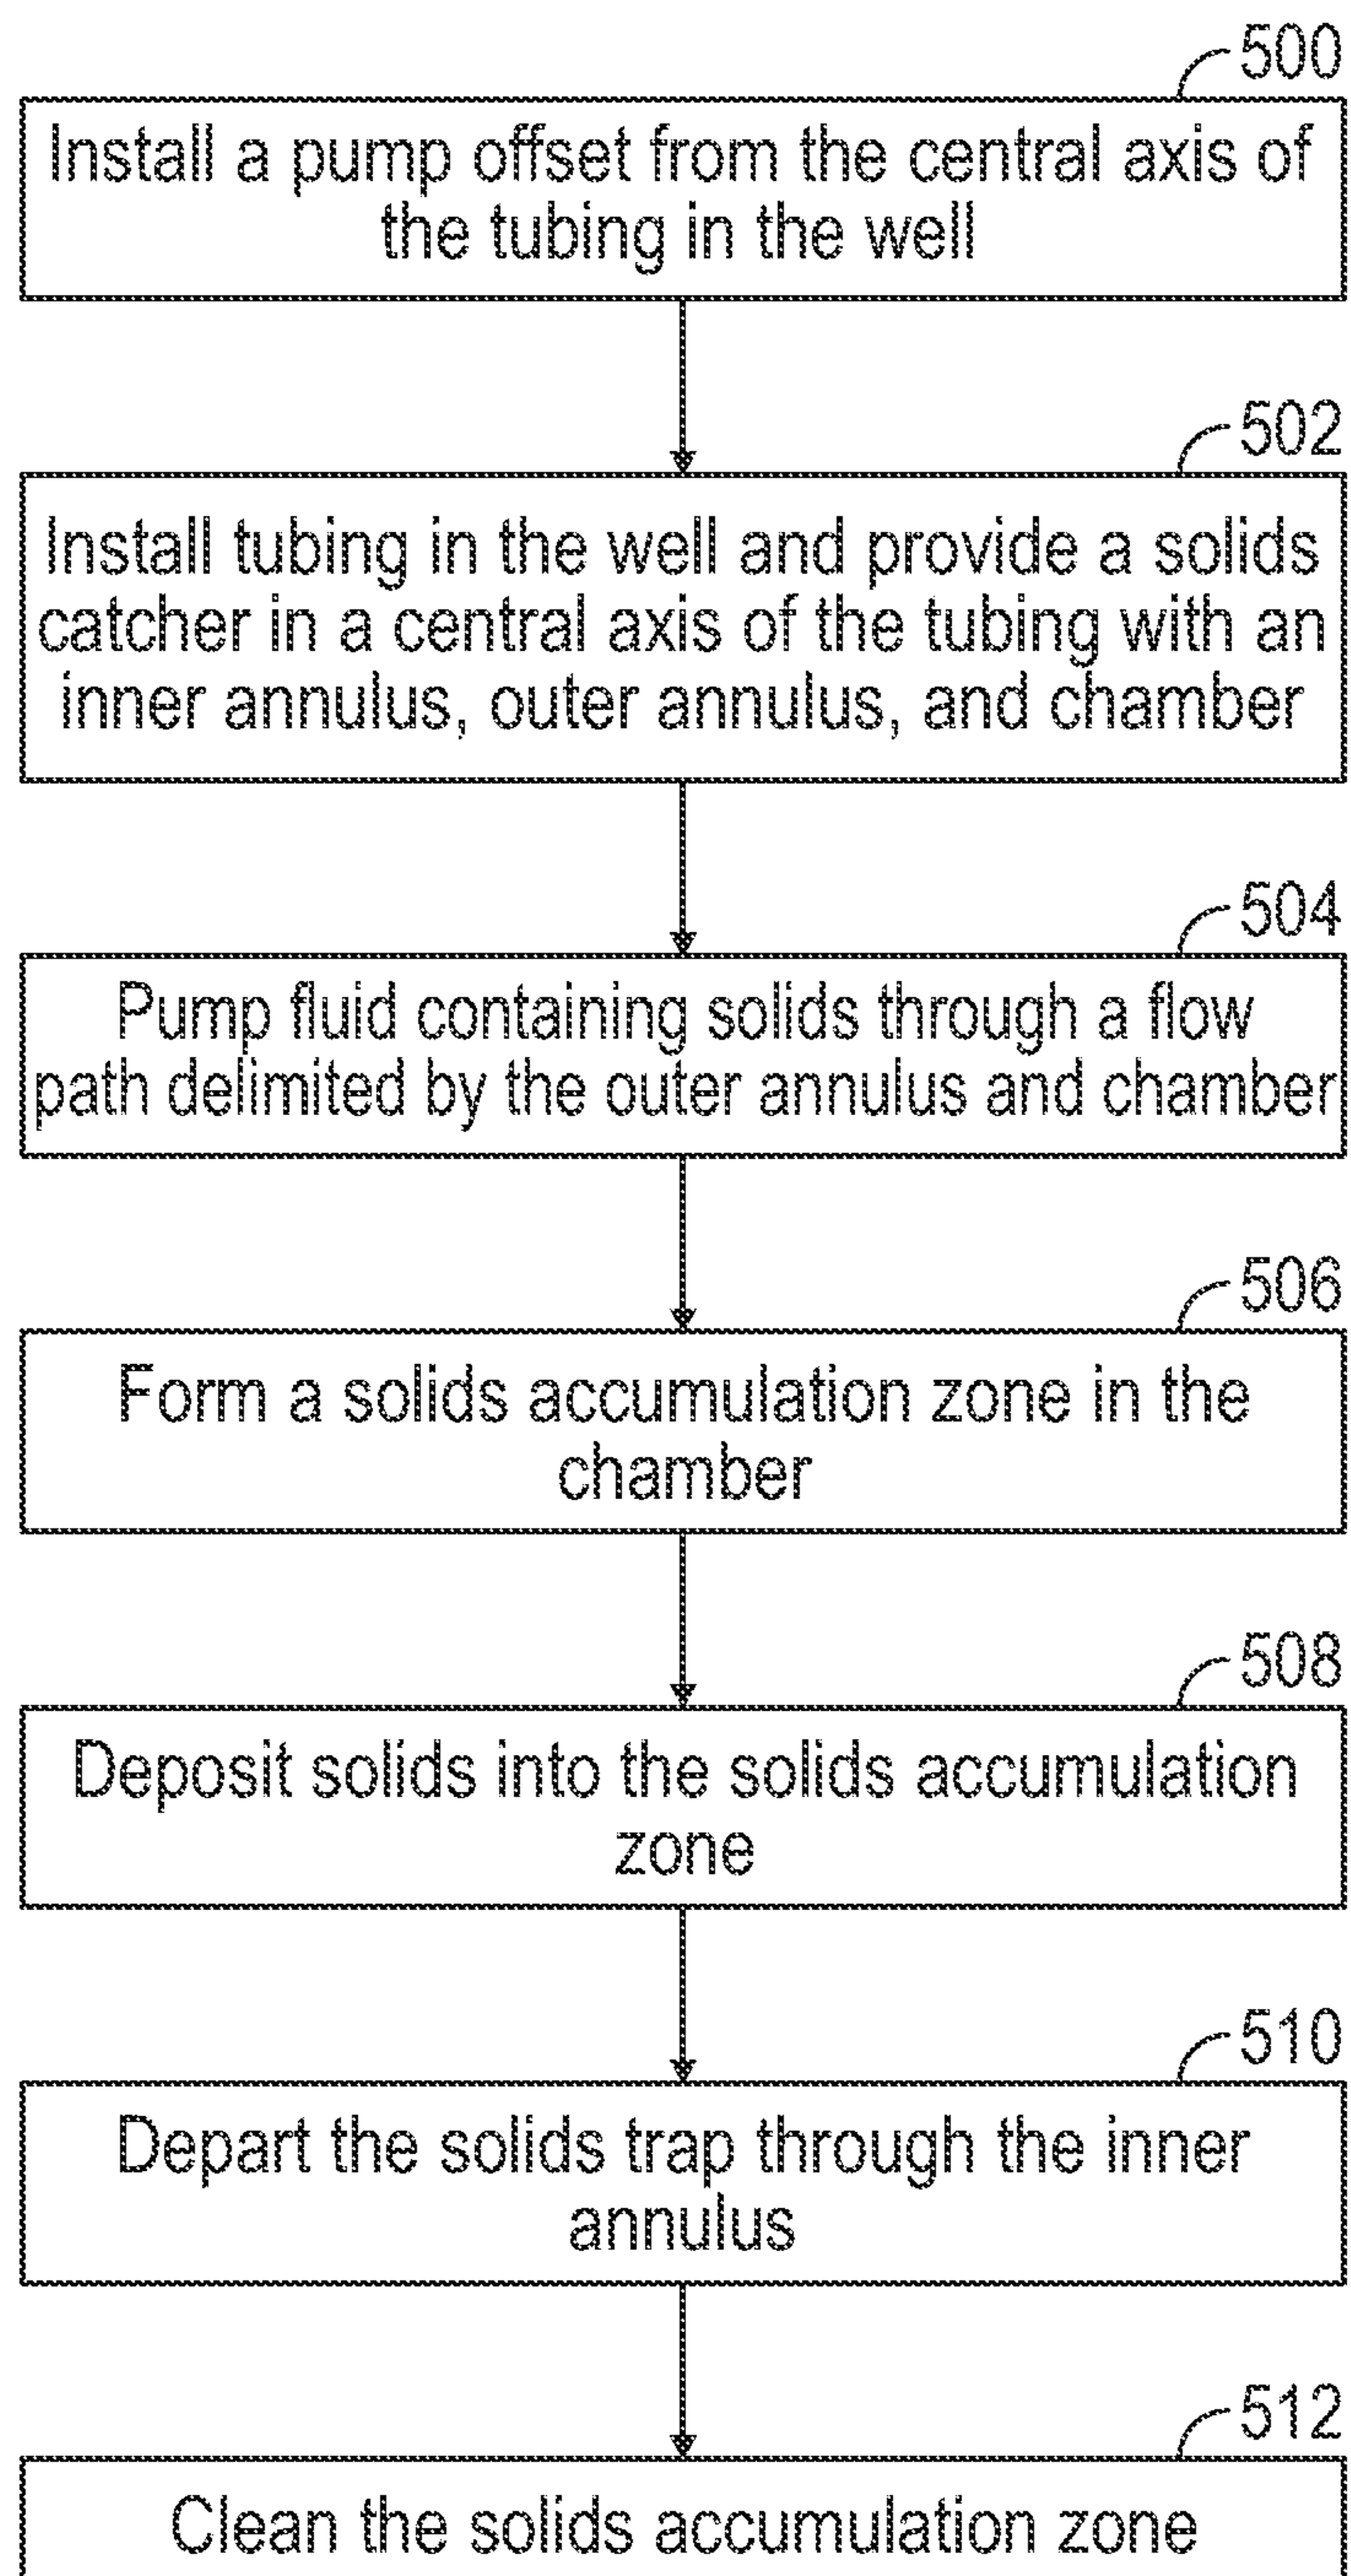 500
Install a pump offset from the central axis of
the tubing in the well
502
Install tubing in the well and provide a solids
catcher in a central axis of the tubing with an
inner annulus, outer annulus, and chamber
504
Pump fluid containing solids through a flow
path delimited by the outer annulus and chamber
506
Form a solids accumulation zone in the
chamber
508
Deposit solids into the solids accumulation
zone
510
Depart the solids trap through the inner
annulus
512
Clean the solids accumulation zone